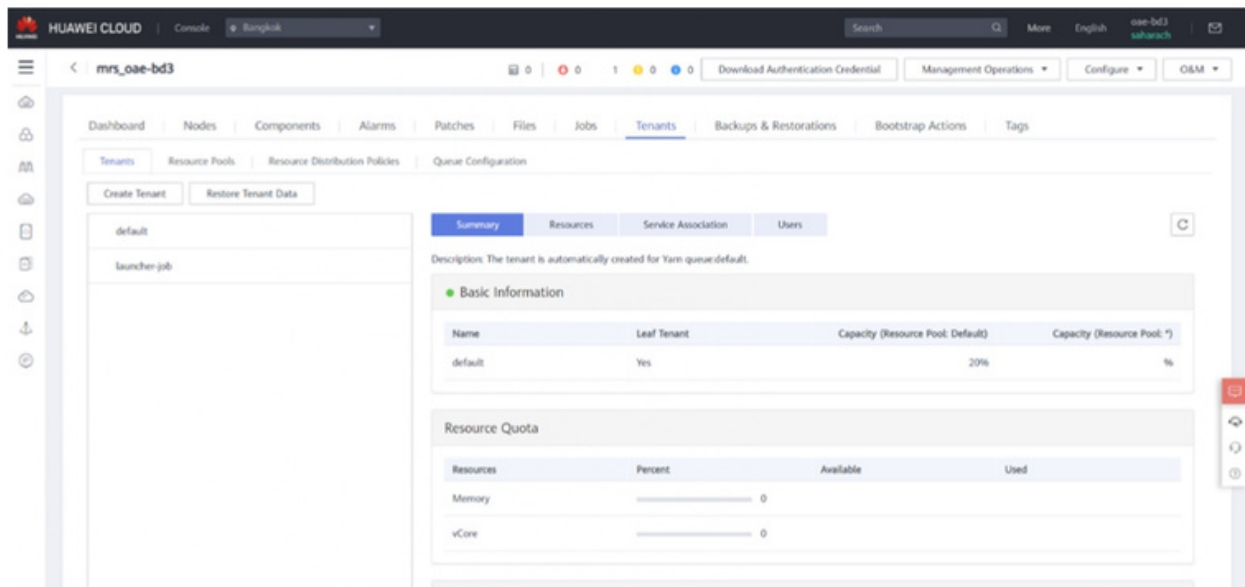 HUAWEI HUAWEI CLOUD | Console Bangkok Search More English oae-bd3
saharach
< mrs_oae-bd3 0 0 1 0 0 Download Authentication Credential Management Operations Configure O&M
Dashboard Nodes Components Alarms Patches Files Jobs Tenants Backups & Restorations Bootstrap Actions Tags
Tenants Resource Pools Resource Distribution Policies Queue Configuration
Create Tenant Restore Tenant Data
default Summary Resources Service Association Users
launcher-job
Description: The tenant is automatically created for Yarn queue:default.
Basic Information
Name Leaf Tenant Capacity (Resource Pool: Default) Capacity (Resource Pool: *)
default Yes 20% %
Resource Quota
Resources Percent Available Used
Memory 0
vCore 0